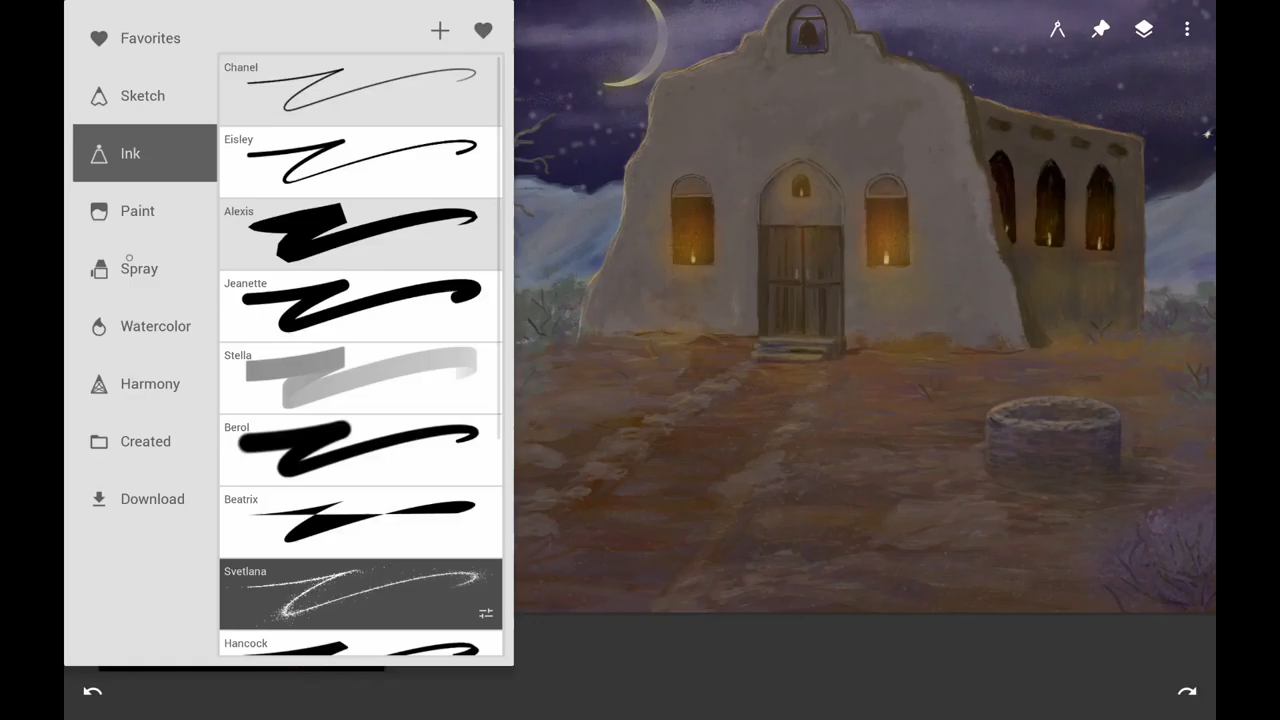 Favorites
Sketch
Ink
Paint
Spray
Watercolor
Harmony
Created
Download
Chanel
Eisley
Alexis
Jeanette
Stella
Berol
Beatrix
Svetlana
Hancock